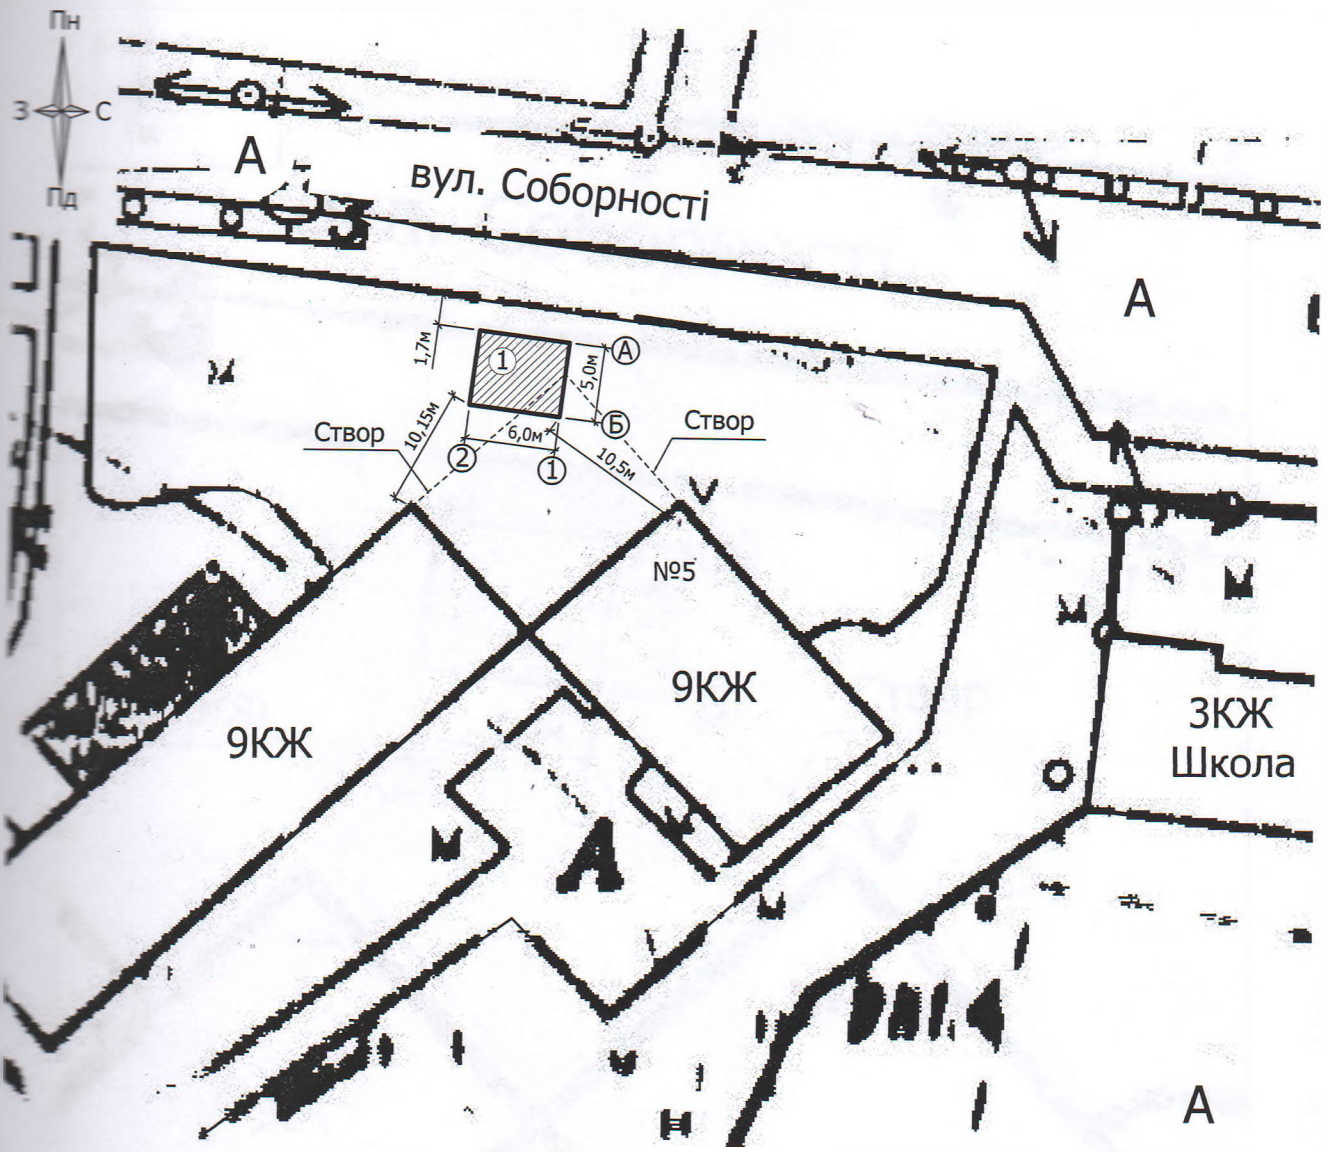 Пн
З С
Пд
А
вул. Соборності
А
1,7м
1
А
5,0м
Б
м
10,15м
Створ
6,0м
Створ
2
1
10,5м
№5
м
м
9КЖ
9КЖ
3КЖ
Школа
м
А
м
А